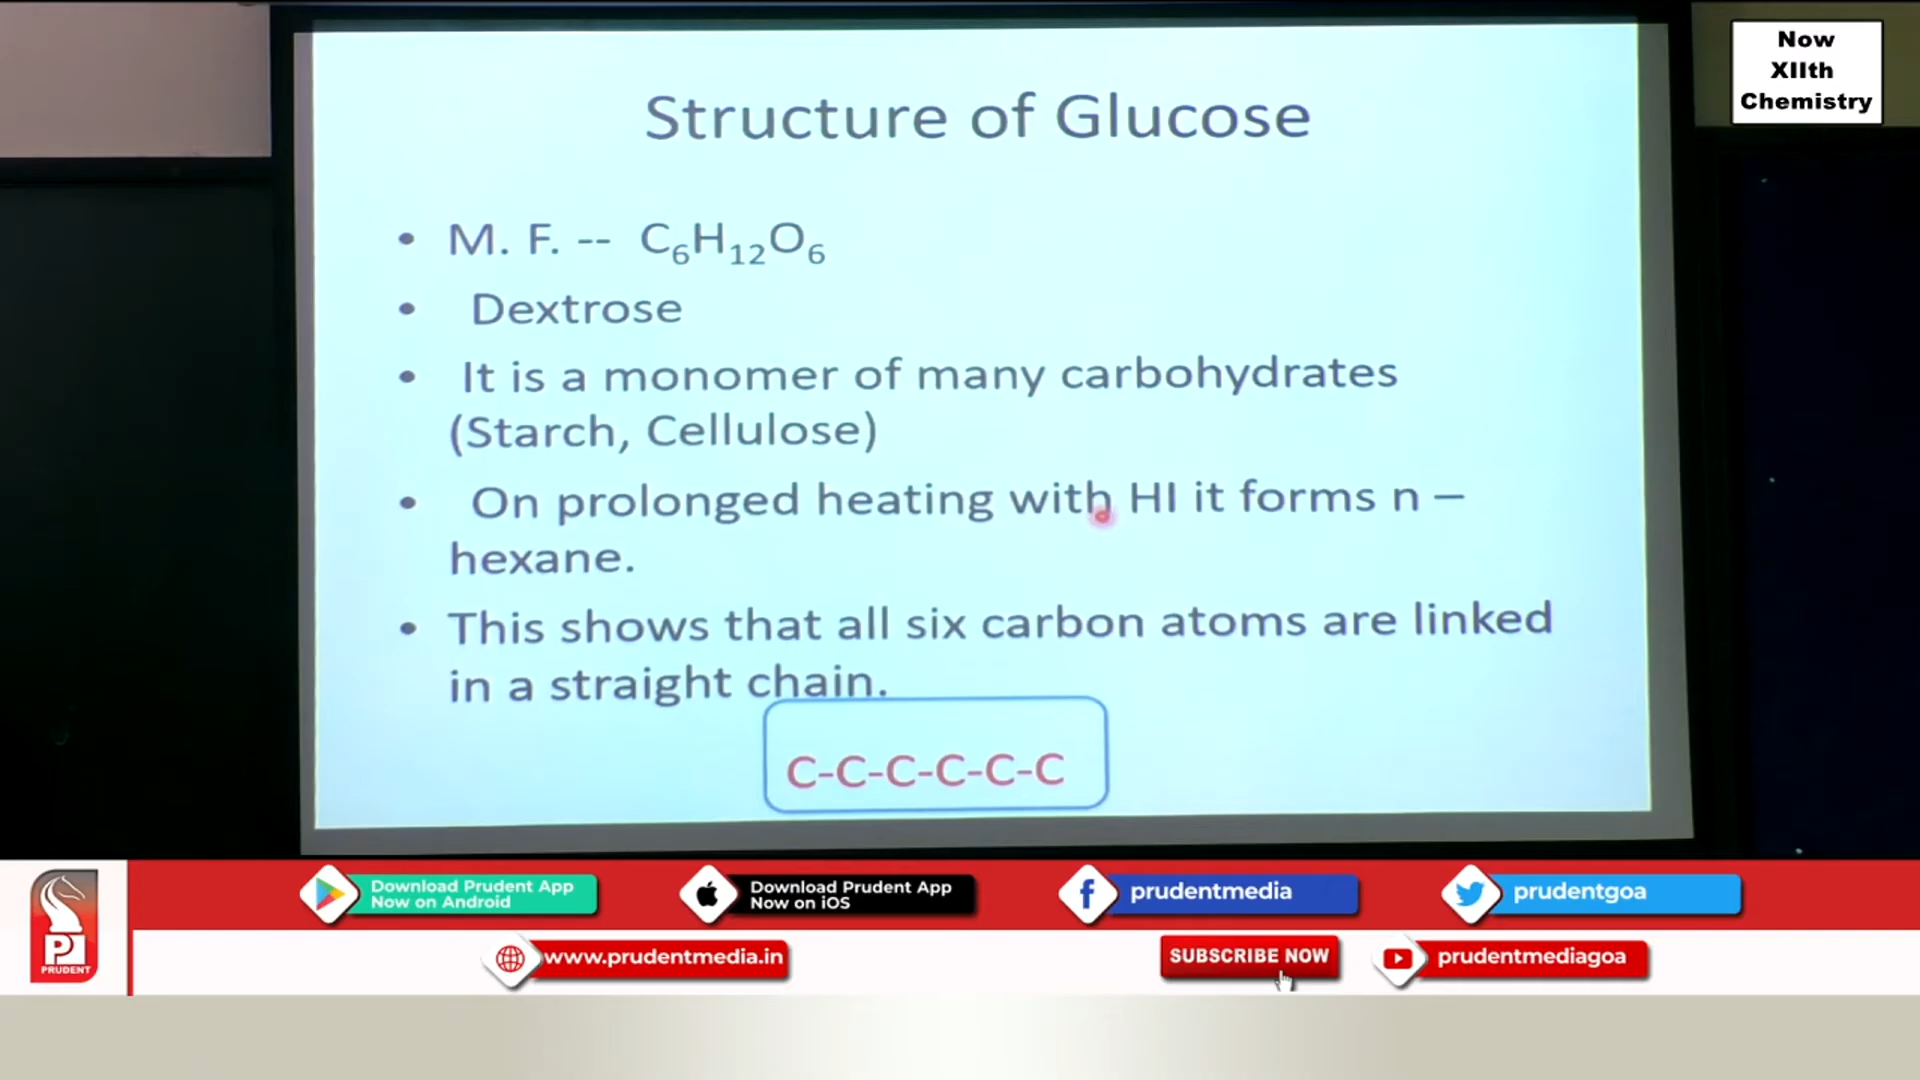 Now
XIIth
Chemistry
Structure of Glucose
• M. F. -- C₆H₁₂O₆
• Dextrose
• It is a monomer of many carbohydrates
(Starch, Cellulose)
• On prolonged heating with HI it forms n –
hexane.
• This shows that all six carbon atoms are linked
in a straight chain.
C-C-C-C-C-C
Download Prudent App
Now on Android
Download Prudent App
Now on iOS
prudentmedia
prudentgoa
PRUDENT
www.prudentmedia.in
SUBSCRIBE NOW
prudentmediagoa